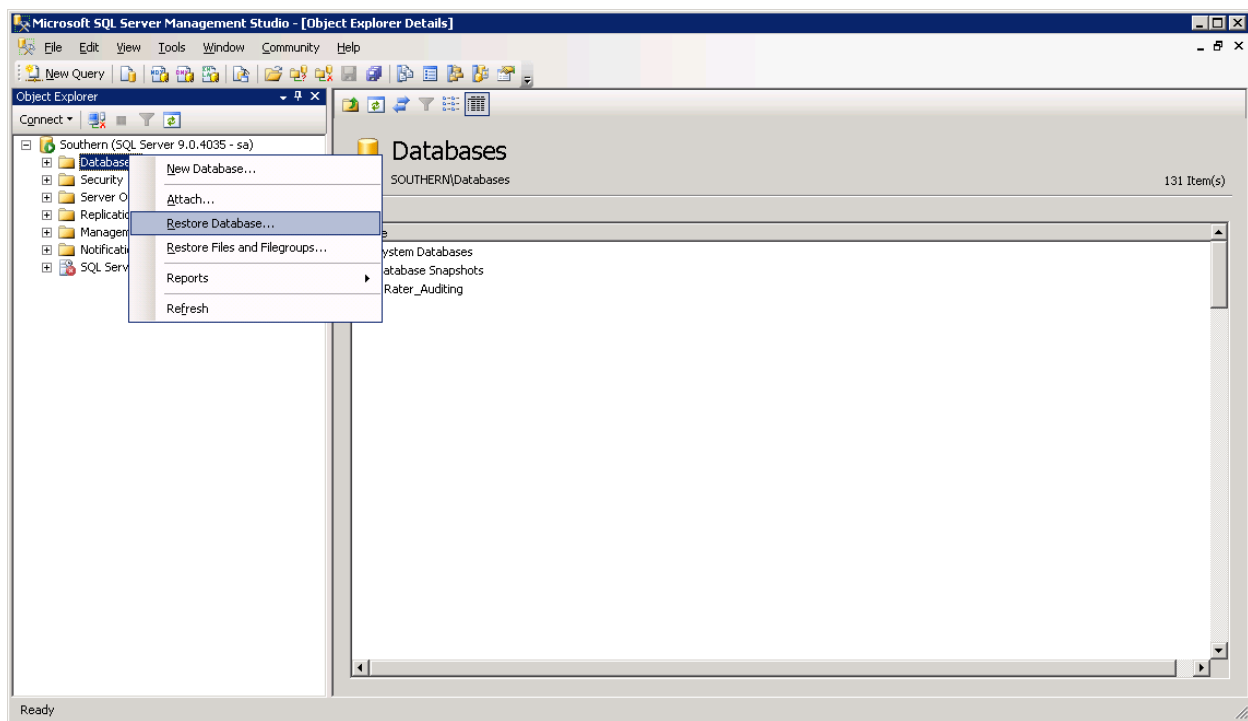 Microsoft SQL Server Management Studio - [Object Explorer Details]
File Edit View Tools Window Community Help
New Query
Object Explorer
Connect
Southern (SQL Server 9.0.4035 - sa)
Database
Security
Server O
Replicatio
Managem
Notificati
SQL Serv
New Database...
Attach...
Restore Database...
Restore Files and Filegroups...
Reports
Refresh
Databases
SOUTHERN\Databases
131 Item(s)
e
ystem Databases
atabase Snapshots
Rater_Auditing
Ready